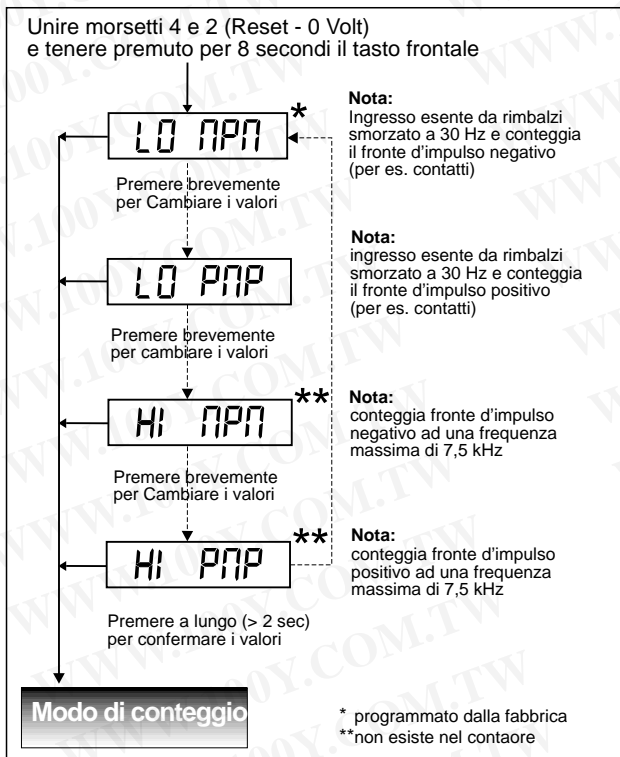 Unire morsetti 4 e 2 (Reset - 0 Volt)
e tenere premuto per 8 secondi il tasto frontale
LO NPN
*
Nota:
Ingresso esente da rimbalzi
smorzato a 30 Hz e conteggia
il fronte d'impulso negativo
(per es. contatti)
Premere brevemente
per Cambiare i valori
LO PNP
Nota:
ingresso esente da rimbalzi
smorzato a 30 Hz e conteggia
il fronte d'impulso positivo
(per es. contatti)
Premere brevemente
per cambiare i valori
HI NPN
**
Nota:
conteggia fronte d'impulso
negativo ad una frequenza
massima di 7,5 kHz
Premere brevemente
per Cambiare i valori
HI PNP
**
Nota:
conteggia fronte d'impulso
positivo ad una frequenza
massima di 7,5 kHz
Premere a lungo (> 2 sec)
per confermare i valori
Modo di conteggio
* programmato dalla fabbrica
**non esiste nel contaore
WWW.100Y.COM.TW